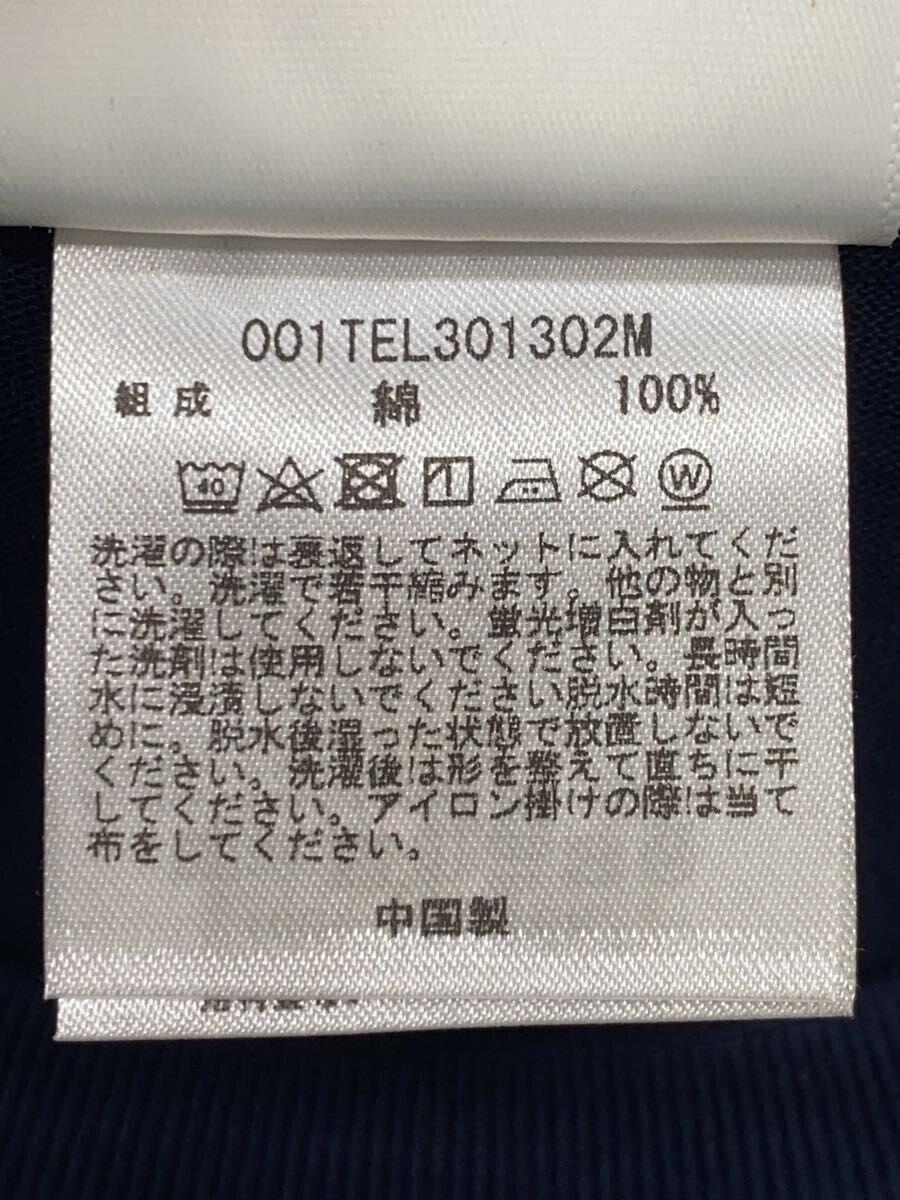 001TEL301302M
組成 綿 100%
40 W
洗濯の際は裏返してネットに入れてくだ
さい。洗濯で若干縮みます。他の物と別
に洗濯してください。蛍光増白剤が入っ
た洗剤は使用しないでください。長時間
水に浸漬しないでください脱水時間は短
めに。脱水後湿った状態で放置しないで
ください。洗濯後は形を整えて直ちに干
してください。アイロン掛けの際は当て
布をしてください。
中国製